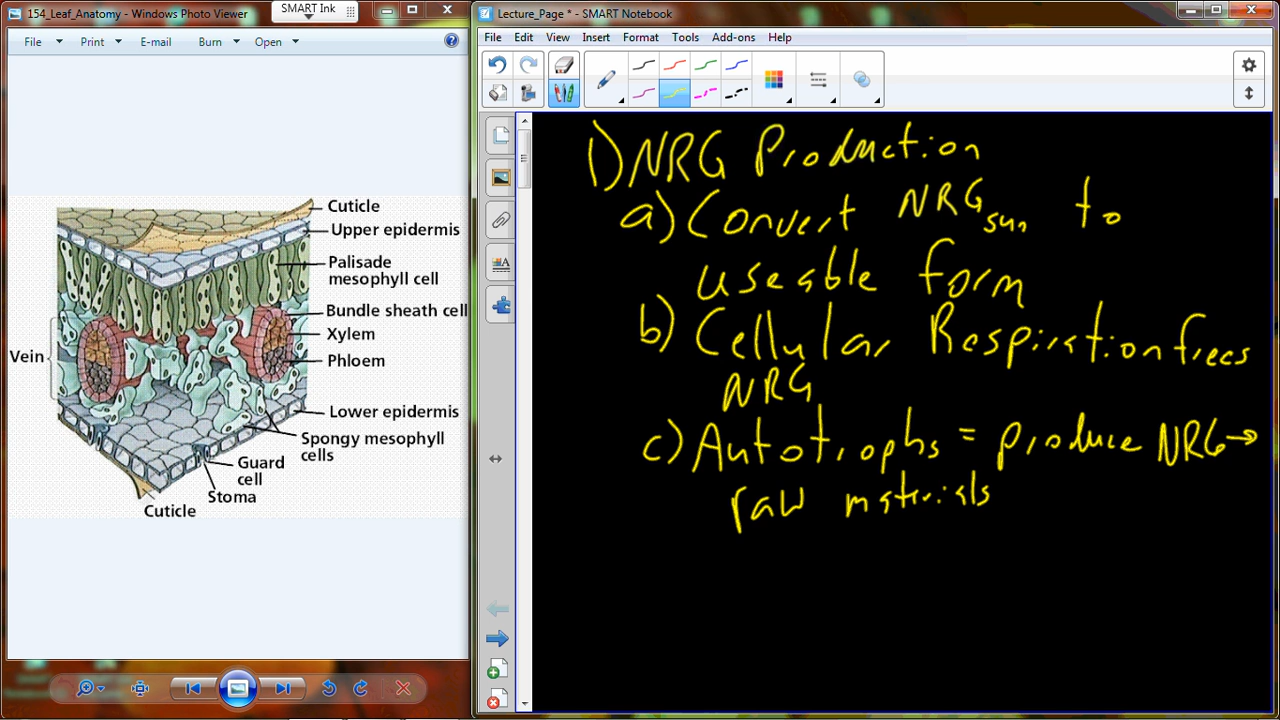 154_Leaf_Anatomy - Windows Photo Viewer
SMART Ink
File Print E-mail Burn Open
Cuticle
Upper epidermis
Palisade
mesophyll cell
Bundle sheath cell
Xylem
Vein
Phloem
Lower epidermis
Spongy mesophyll
cells
Guard
cell
Stoma
Cuticle
Lecture_Page * - SMART Notebook
File Edit View Insert Format Tools Add-ons Help
1) NRG Production
a) Convert NRG sun to
useable form
b) Cellular Respiration frees
NRG
c) Autotrophs = produce NRG →
raw materials